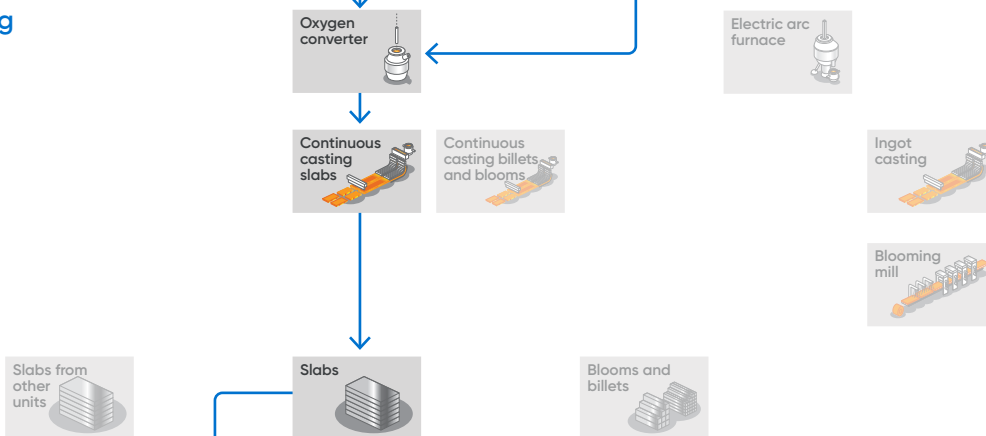 g
Oxygen
converter
Electric arc
furnace
Continuous
casting
slabs
Continuous
casting billets
and blooms
Ingot
casting
Blooming
mill
Slabs from
other
units
Slabs
Blooms and
billets